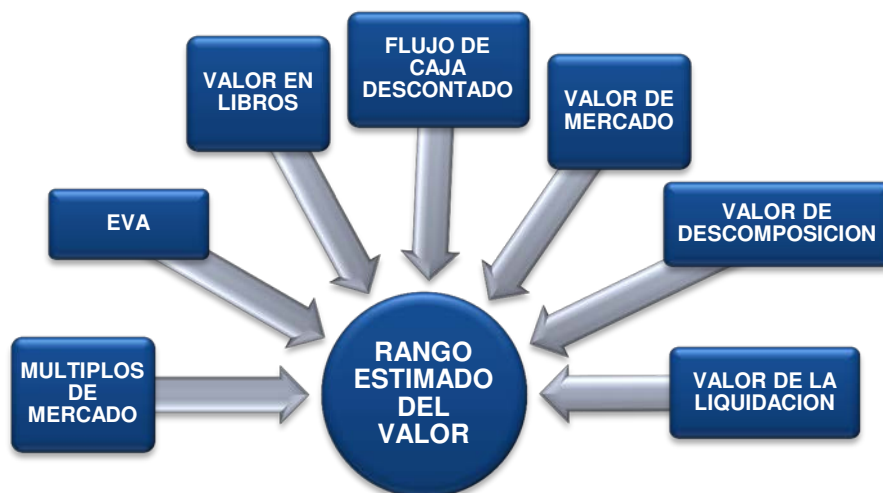 FLUJO DE
CAJA
DESCONTADO
VALOR EN
LIBROS
VALOR DE
MERCADO
EVA
VALOR DE
DESCOMPOSICION
MULTIPLOS
DE
MERCADO
RANGO
ESTIMADO
DEL
VALOR
VALOR DE LA
LIQUIDACION